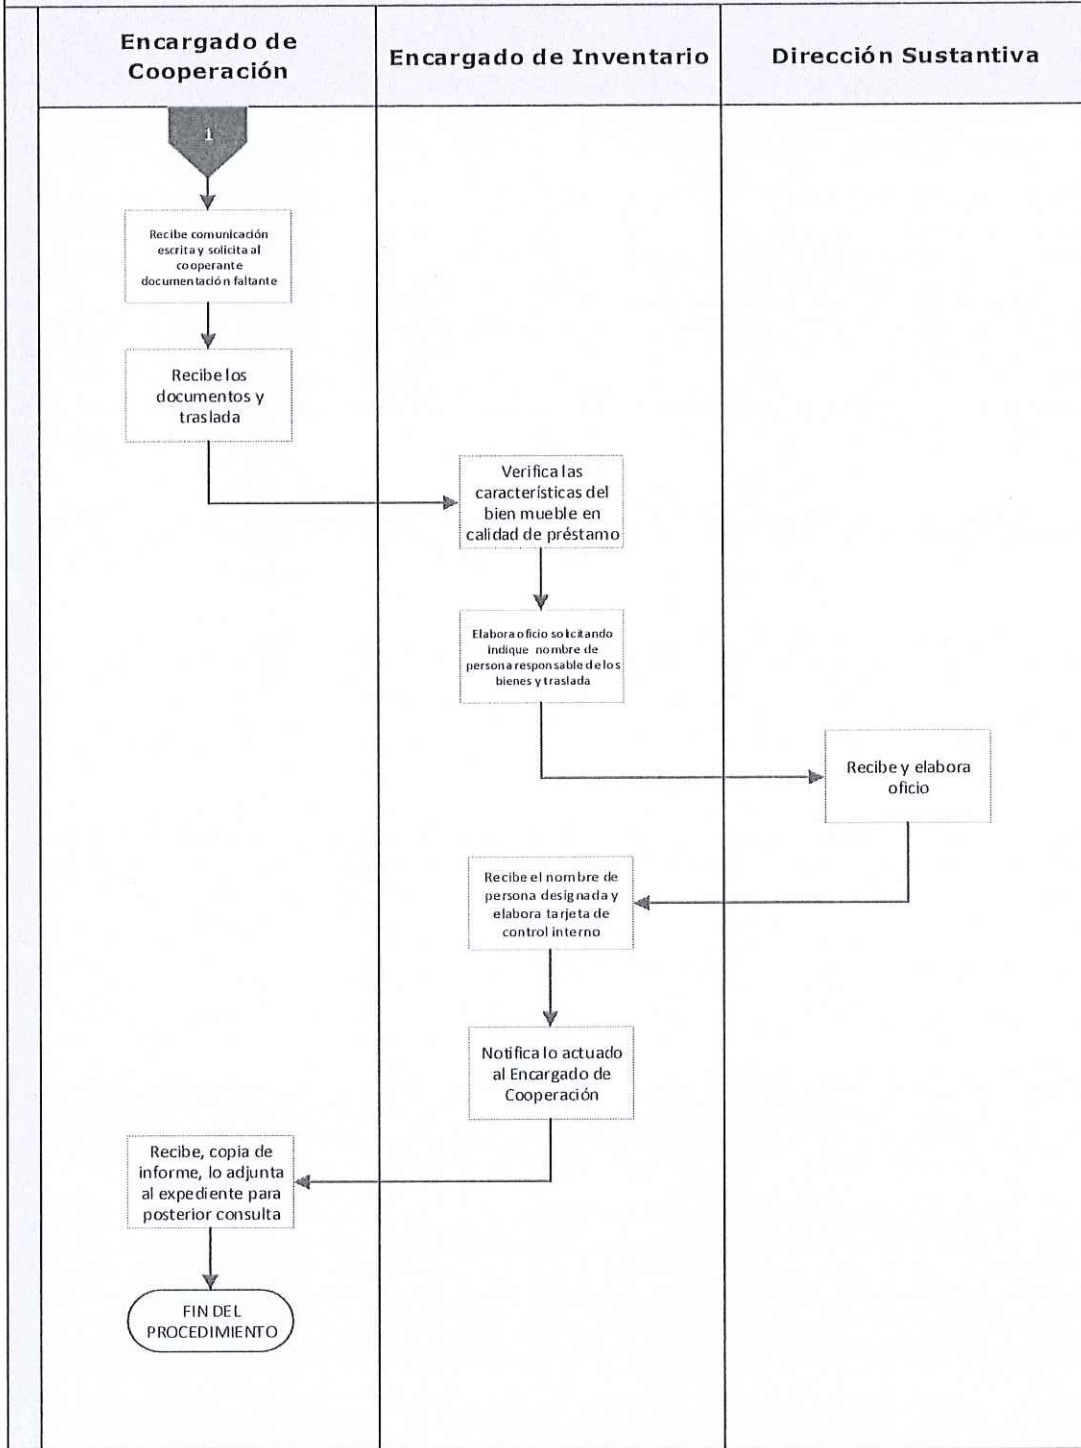 Encargado de
Cooperación
Encargado de Inventario
Dirección Sustantiva
1
Recibe comunicación
escrita y solicita al
cooperante
documentación faltante
Recibe los
documentos y
traslada
Verifica las
características del
bien mueble en
calidad de préstamo
Elabora oficio solicitando
indique nombre de
persona responsable de los
bienes y traslada
Recibe y elabora
oficio
Recibe el nombre de
persona designada y
elabora tarjeta de
control interno
Notifica lo actuado
al Encargado de
Cooperación
Recibe, copia de
informe, lo adjunta
al expediente para
posterior consulta
FIN DEL
PROCEDIMIENTO